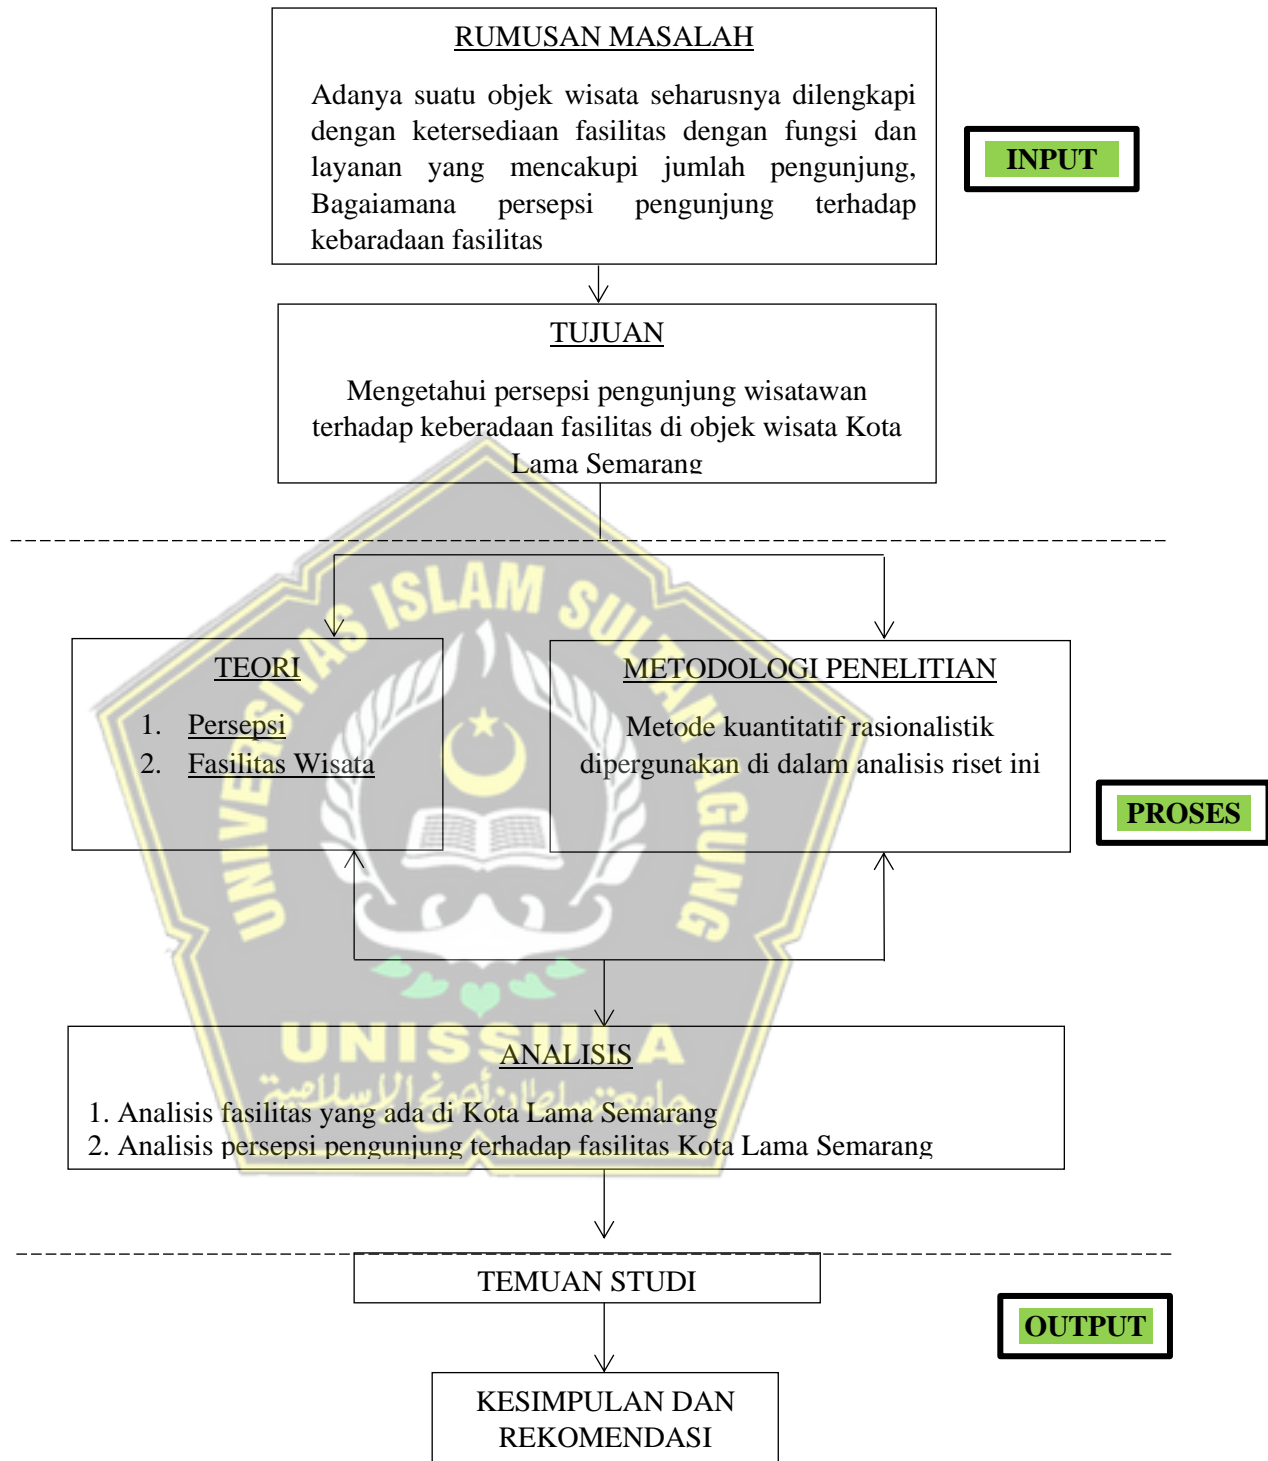 RUMUSAN MASALAH
Adanya suatu objek wisata seharusnya dilengkapi
dengan ketersediaan fasilitas dengan fungsi dan
layanan yang mencakupi jumlah pengunjung,
Bagaiamana persepsi pengunjung terhadap
kebaradaan fasilitas
INPUT
TUJUAN
Mengetahui persepsi pengunjung wisatawan
terhadap keberadaan fasilitas di objek wisata Kota
Lama Semarang
UNIVERSITAS ISLAM SULTAN AGUNG
TEORI
1. Persepsi
2. Fasilitas Wisata
METODOLOGI PENELITIAN
Metode kuantitatif rasionalistik
dipergunakan di dalam analisis riset ini
PROSES
UNISSULA
جامعة سلطان أجونج الإسلامية
ANALISIS
1. Analisis fasilitas yang ada di Kota Lama Semarang
2. Analisis persepsi pengunjung terhadap fasilitas Kota Lama Semarang
TEMUAN STUDI
OUTPUT
KESIMPULAN DAN
REKOMENDASI